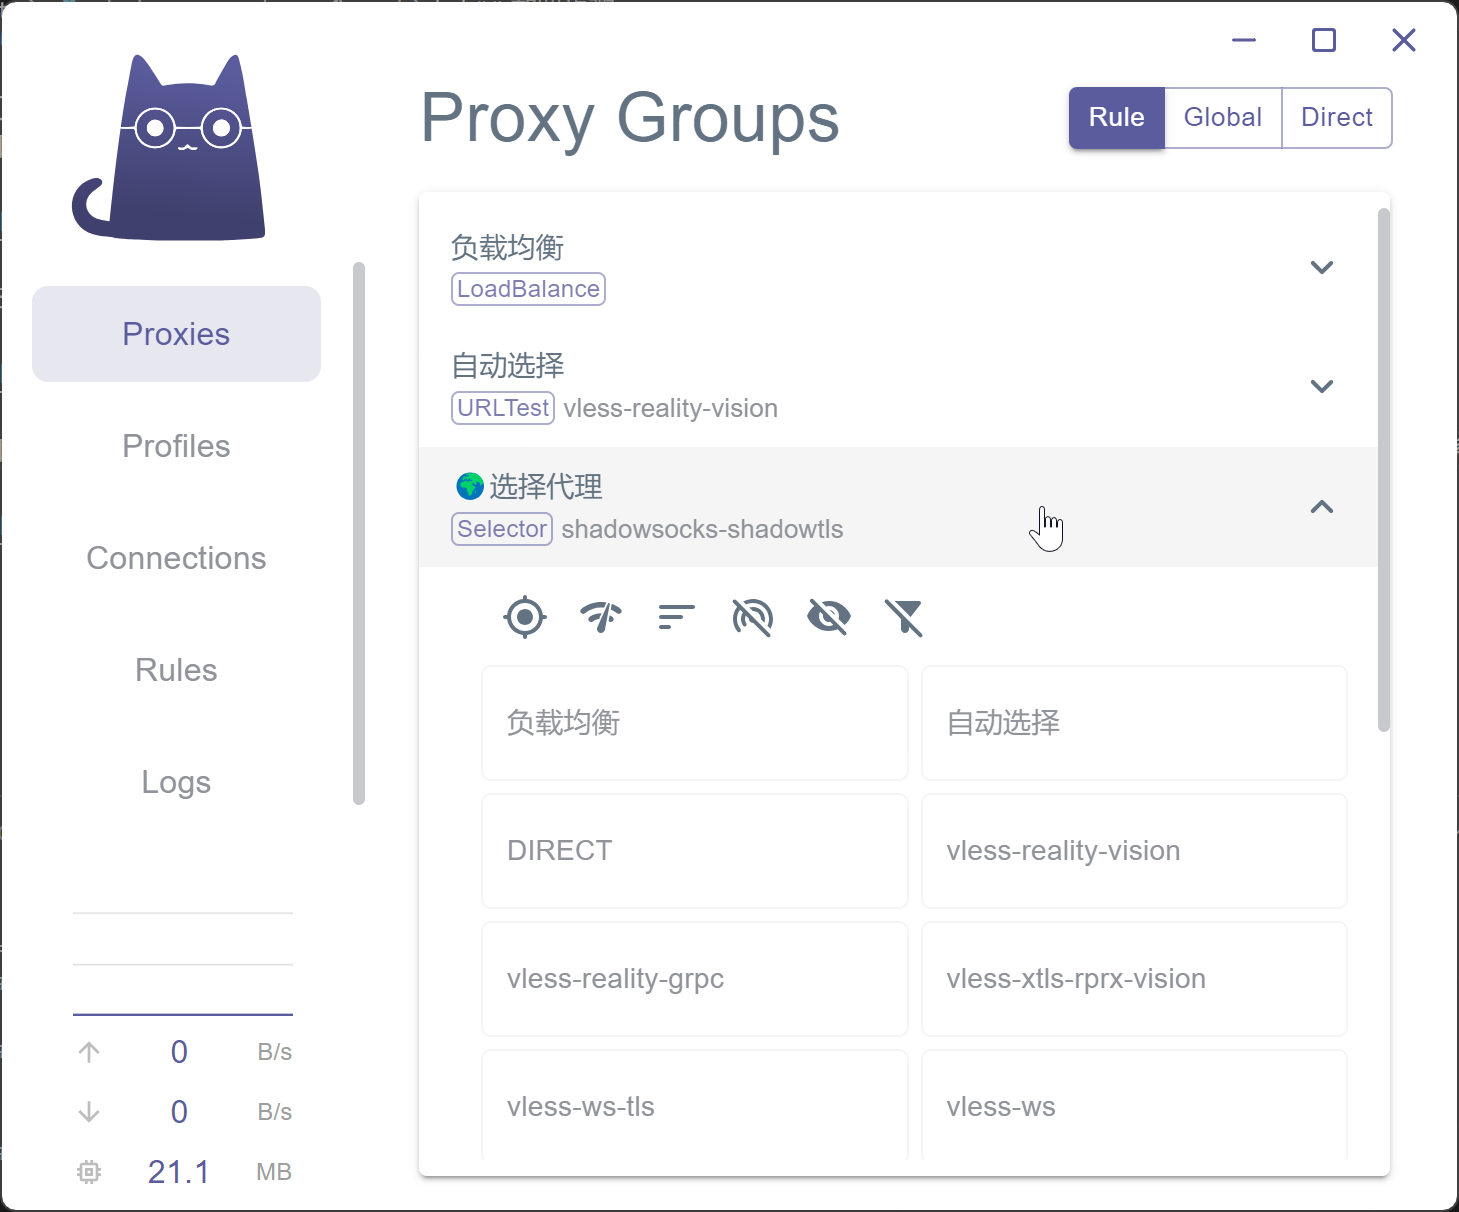 Proxy Groups
Rule Global Direct
Proxies
Profiles
Connections
Rules
Logs
0 B/s
0 B/s
21.1 MB
负载均衡
LoadBalance
自动选择
URLTest vless-reality-vision
选择代理
Selector shadowsocks-shadowtls
负载均衡 自动选择
DIRECT vless-reality-vision
vless-reality-grpc vless-xtls-rprx-vision
vless-ws-tls vless-ws